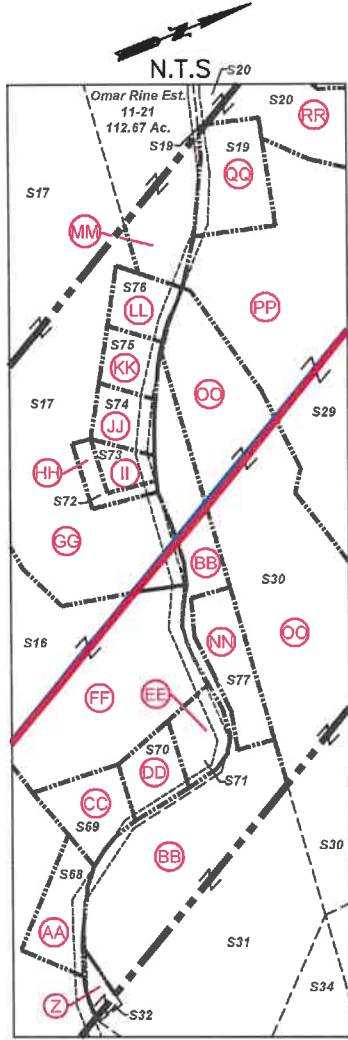 N
N.T.S
S20
Omar Rine Est.
11-21
112.67 Ac.
S20
RR
S19
S19
QQ
S17
MM
S76
LL
PP
S75
KK
OO
S29
S17
S74
JJ
HH
S73
II
S72
GG
BB
S30
S16
NN
OO
FF
EE
S77
S70
DD
S71
CC
S69
BB
S68
S30
AA
S31
S34
Z
S32